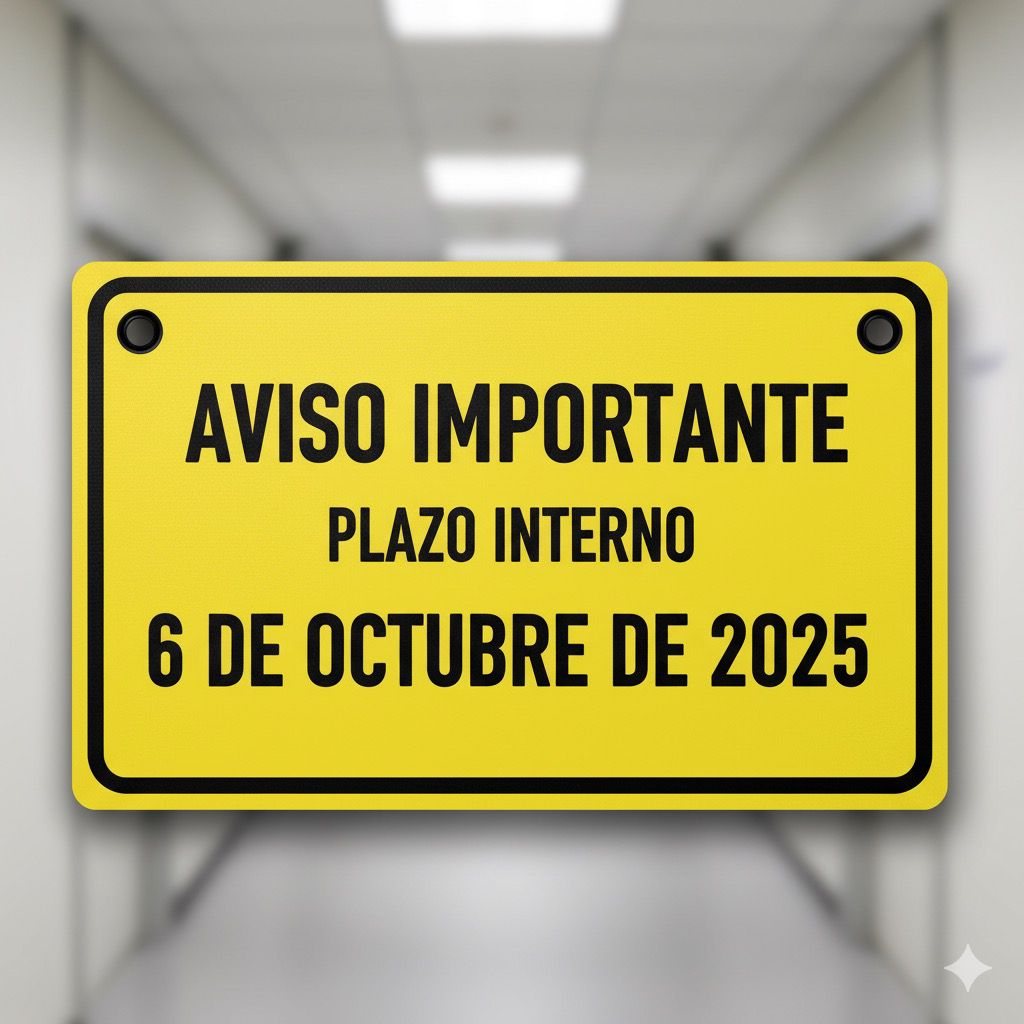 AVISO IMPORTANTE
PLAZO INTERNO
6 DE OCTUBRE DE 2025